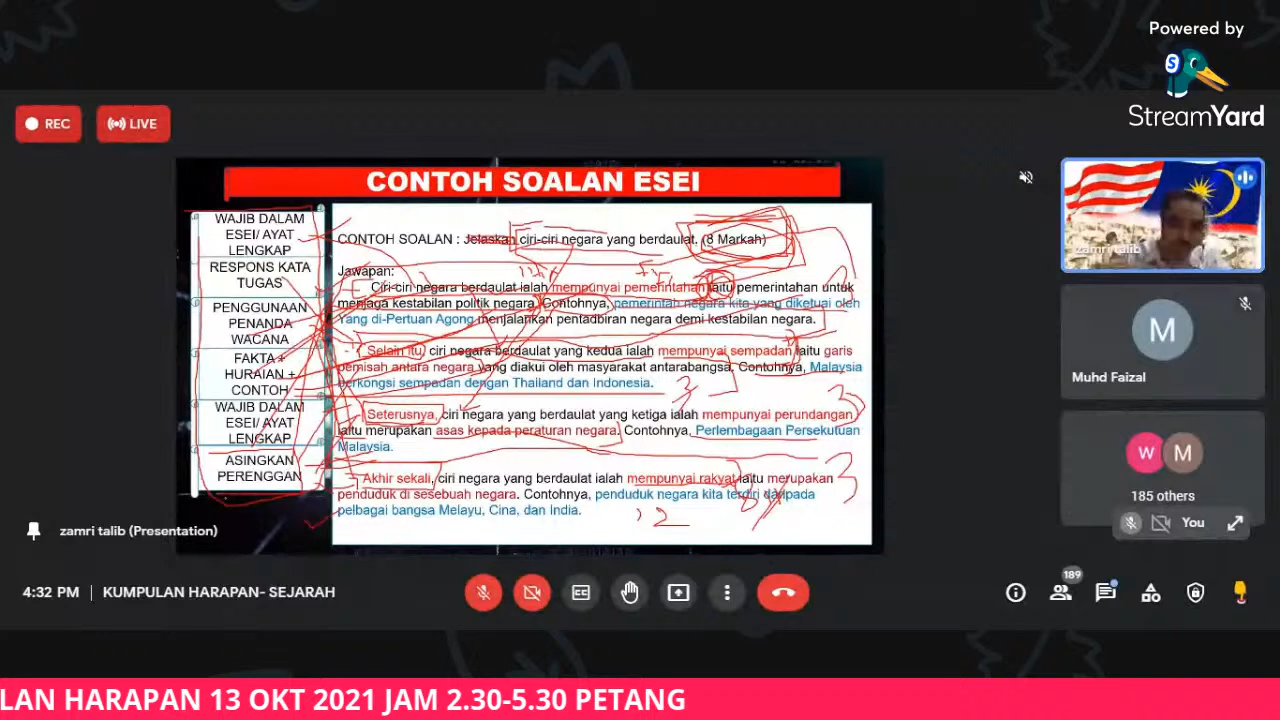 Powered by
StreamYard
REC
LIVE
CONTOH SOALAN ESEI
WAJIB DALAM
ESEI/ AYAT
LENGKAP
RESPONS KATA
TUGAS
PENGGUNAAN
PENANDA
WACANA
FAKTA +
HURAIAN +
CONTOH
WAJIB DALAM
ESEI/ AYAT
LENGKAP
ASINGKAN
PERENGGAN
CONTOH SOALAN : Jelaskan ciri-ciri negara yang berdaulat. (8 Markah)
Jawapan:
Ciri-ciri negara berdaulat ialah mempunyai pemerintahan iaitu pemerintahan untuk
menjaga kestabilan politik negara. Contohnya, pemerintah negara kita yang diketuai oleh
Yang di-Pertuan Agong menjalankan pentadbiran negara demi kestabilan negara.
Selain itu, ciri negara berdaulat yang kedua ialah mempunyai sempadan iaitu garis
pemisah antara negara yang diakui oleh masyarakat antarabangsa. Contohnya, Malaysia
berkongsi sempadan dengan Thailand dan Indonesia.
3
Seterusnya, ciri negara yang berdaulat yang ketiga ialah mempunyai perundangan
iaitu merupakan asas kepada peraturan negara. Contohnya, Perlembagaan Persekutuan
Malaysia.
3
Akhir sekali, ciri negara yang berdaulat ialah mempunyai rakyat iaitu merupakan
penduduk di sesebuah negara. Contohnya, penduduk negara kita terdiri daripada
pelbagai bangsa Melayu, Cina, dan India.
3
12
8
zamri talib
M
Muhd Faizal
W M
185 others
You
zamri talib (Presentation)
4:32 PM | KUMPULAN HARAPAN- SEJARAH
189
LAN HARAPAN 13 OKT 2021 JAM 2.30-5.30 PETANG